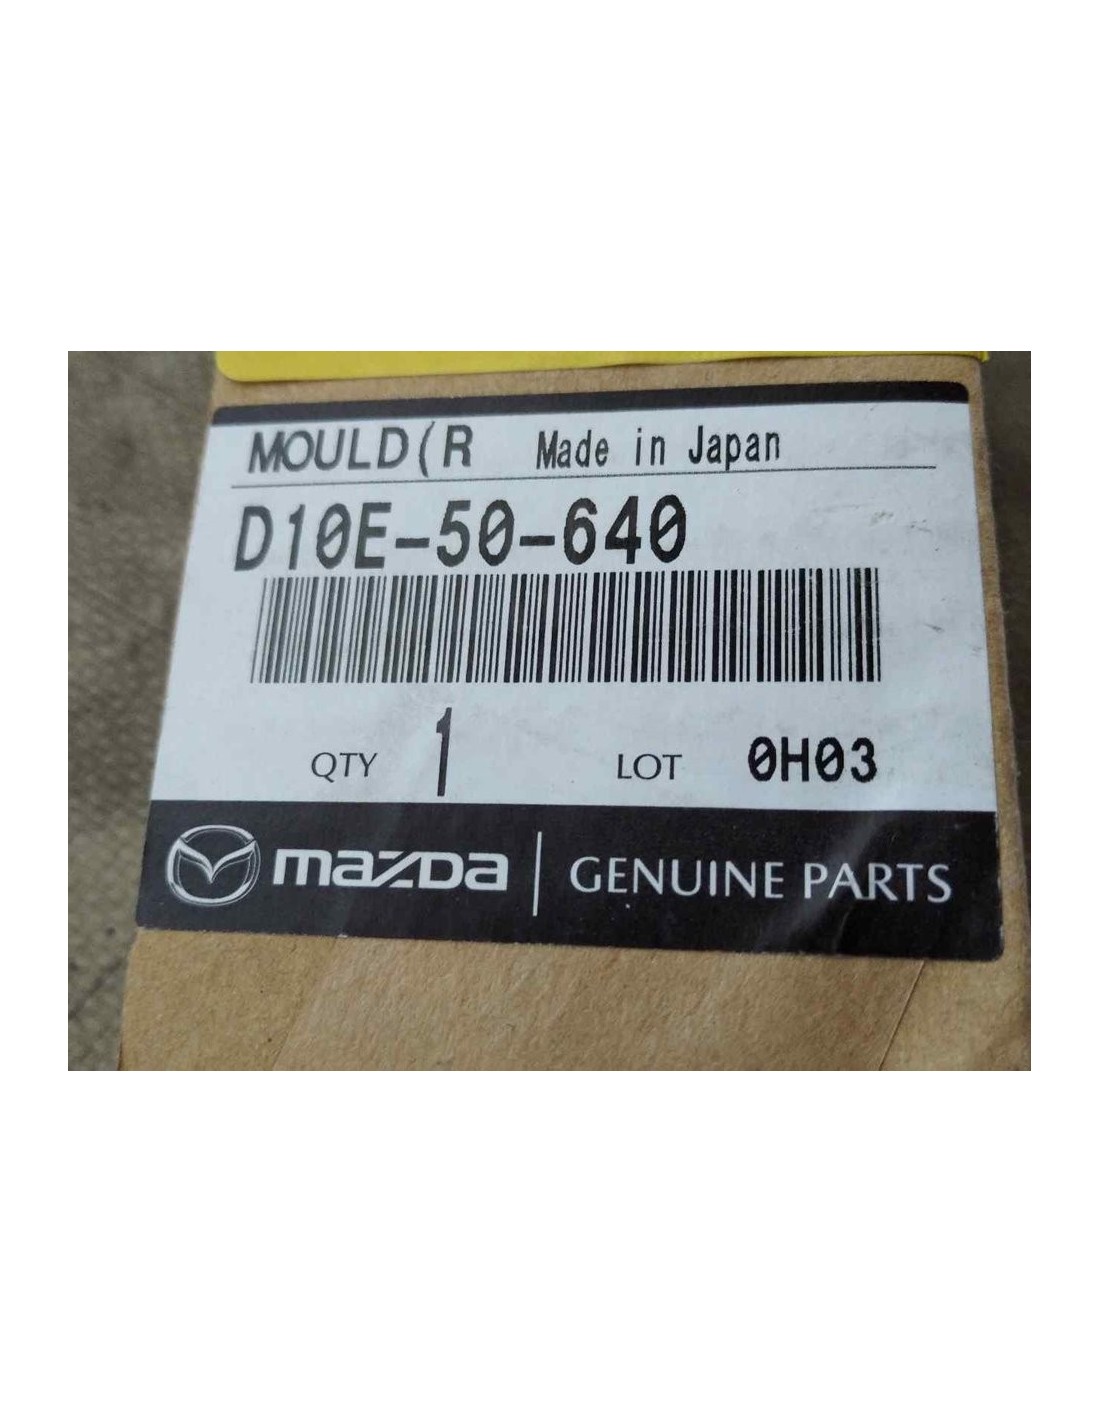 MOULD(R Made in Japan
D10E-50-640
QTY 1 LOT 0H03
mazda GENUINE PARTS